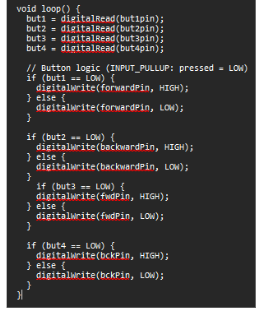 void loop() {
but1 = digitalRead(but1pin);
but2 = digitalRead(but2pin);
but3 = digitalRead(but3pin);
but4 = digitalRead(but4pin);
// Button logic (INPUT_PULLUP: pressed = LOW)
if (but1 == LOW) {
digitalWrite(forwardPin, HIGH);
} else {
digitalWrite(forwardPin, LOW);
}
if (but2 == LOW) {
digitalWrite(backwardPin, HIGH);
} else {
digitalWrite(backwardPin, LOW);
}
if (but3 == LOW) {
digitalWrite(fwdPin, HIGH);
} else {
digitalWrite(fwdPin, LOW);
}
if (but4 == LOW) {
digitalWrite(bckPin, HIGH);
} else {
digitalWrite(bckPin, LOW);
}
}